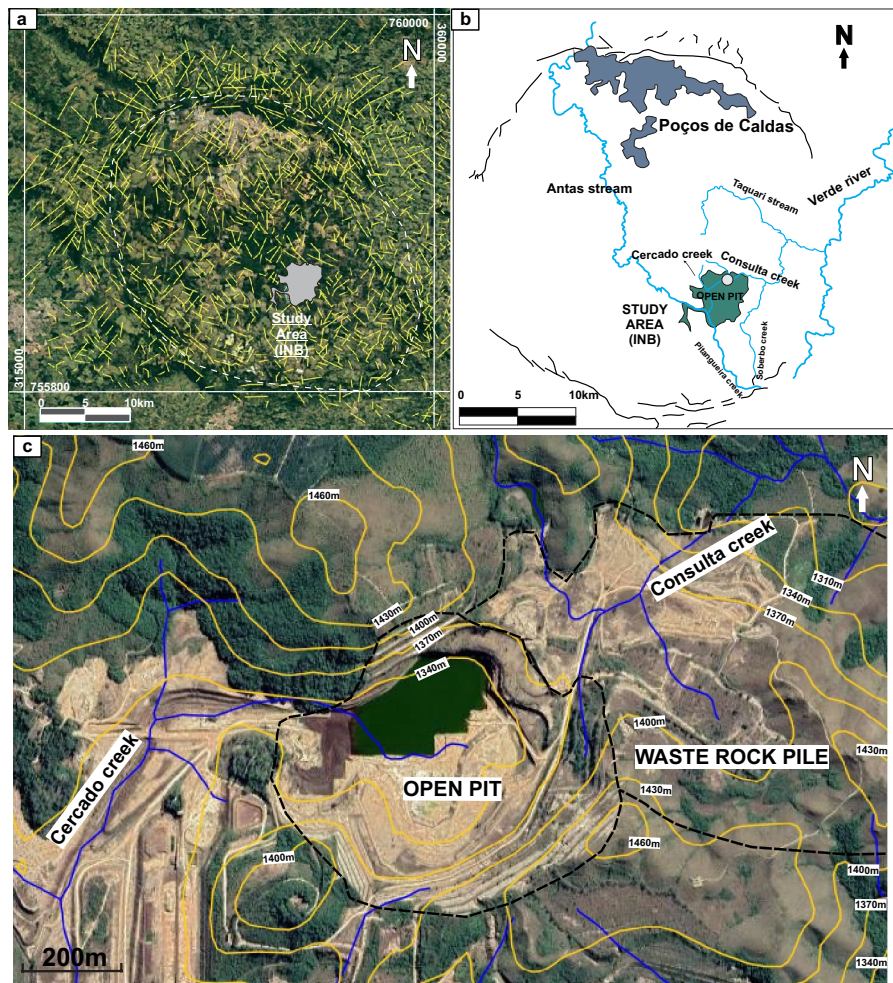 a
760000
360000
N
Study
Area
(INB)
315000
755800
0 5 10km
b
N
Poços de Caldas
Antas stream
Taquari stream
Verde river
Cercado creek
Consulta creek
OPEN PIT
STUDY
AREA
(INB)
Pitangueira creek
Soberbo creek
0 5 10km
c
1460m
1460m
N
Consulta creek
1310m
1340m
1370m
1430m
1400m
1370m
1340m
1400m
1430m
WASTE ROCK PILE
OPEN PIT
Cercado creek
1430m
1460m
1400m
1400m
1370m
1340m
200m